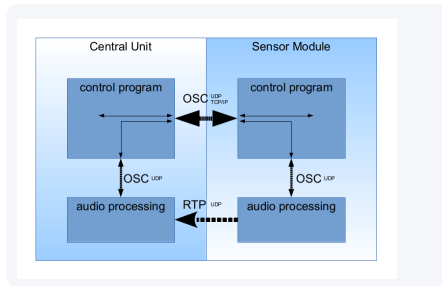 Central Unit
Sensor Module
control program
OSC UDP
TCP/IP
control program
OSC UDP
OSC UDP
audio processing
RTP UDP
audio processing